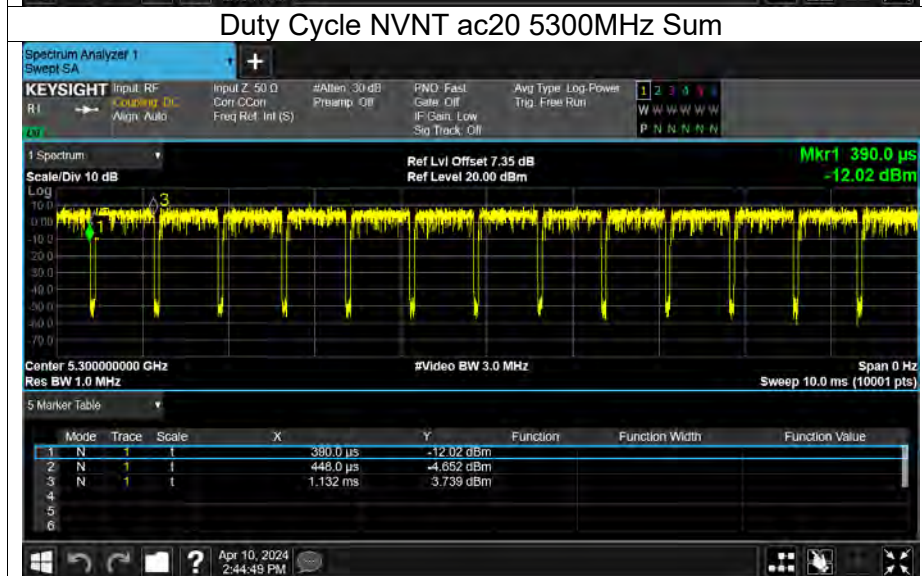 Duty Cycle NVNT ac20 5300MHz Sum
Spectrum Analyzer 1
Swept SA
+
KEYSIGHT Input: RF Input Z: 50 Ω #Atten: 30 dB PNO: Fast Avg Type: Log-Power 1 2 3 4 5 6
Coupling: DC Corr CCorr Preamp: Off Gate: Off Trig: Free Run W W W W W W
Align: Auto Freq Ref: Int (S) IF Gain: Low
Sig Track: Off P N N N N N
1 Spectrum Ref Lvl Offset 7.35 dB Mkr1 390.0 µs
Scale/Div 10 dB Ref Level 20.00 dBm -12.02 dBm
Log
10.0 3
0.00 1
-10.0
-20.0
-30.0
-40.0
-50.0
-60.0
-70.0
Center 5.300000000 GHz #Video BW 3.0 MHz Span 0 Hz
Res BW 1.0 MHz Sweep 10.0 ms (10001 pts)
5 Marker Table
Mode Trace Scale X Y Function Function Width Function Value
1 N 1 t 390.0 µs -12.02 dBm
2 N 1 t 448.0 µs -4.652 dBm
3 N 1 t 1.132 ms 3.739 dBm
4
5
6
? Apr 10, 2024
2:44:49 PM